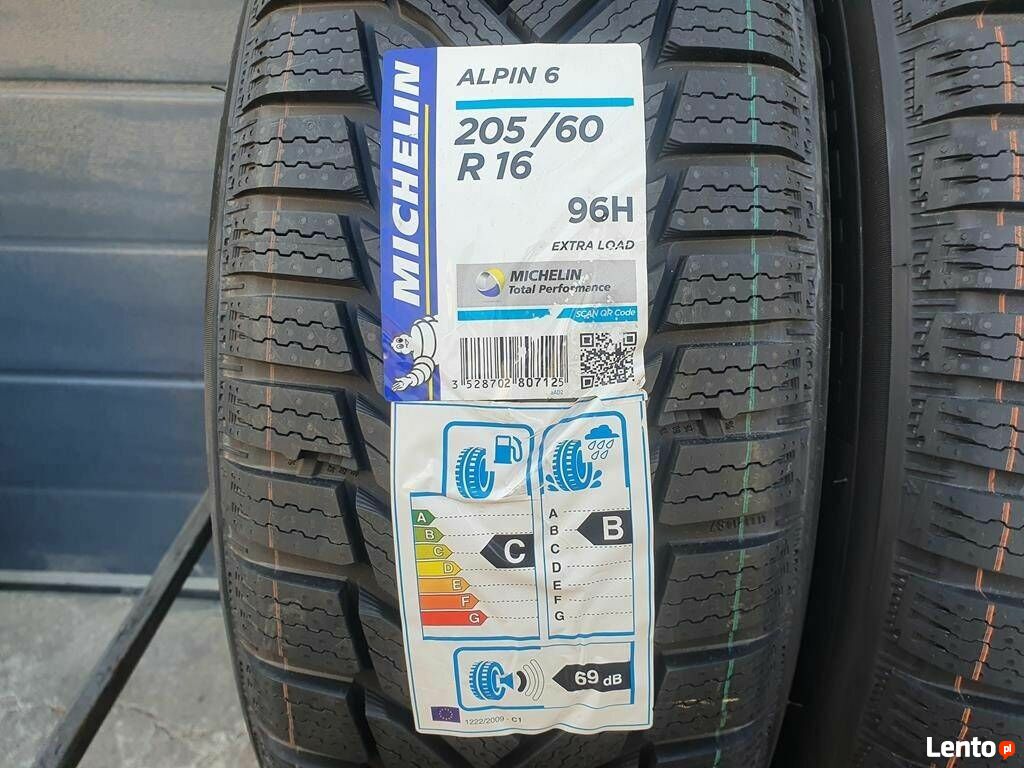 MICHELIN
ALPIN 6
205 /60
R 16
96H
EXTRA LOAD
MICHELIN
Total Performance
SCAN QR Code
3 528702 807125
A
B
C
D
E
F
G
C
A
B
C
D
E
F
G
B
69 dB
1222/2009 - C1
Lento.pl